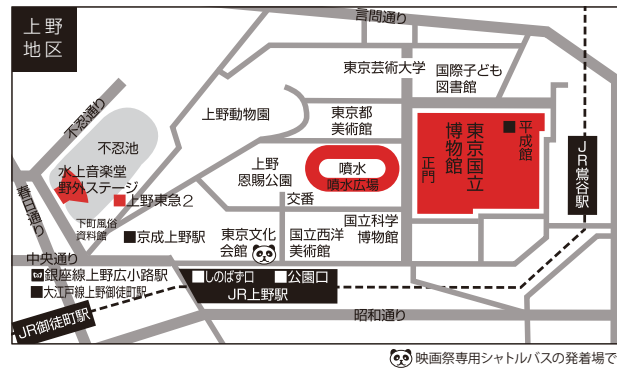 上野
地区
言問通り
東京芸術大学
国際子ども
図書館
不忍通り
上野動物園
東京都
美術館
不忍池
平成館
東京国立
博物館
正門
JR鶯谷駅
水上音楽堂
野外ステージ
上野
恩賜公園
噴水
噴水広場
春日通り
上野東急2
交番
下町風俗
資料館
京成上野駅
東京文化
会館
国立西洋
美術館
国立科学
博物館
中央通り
銀座線上野広小路駅
しのばず口
公園口
大江戸線上野御徒町駅
JR上野駅
JR御徒町駅
昭和通り
映画祭専用シャトルバスの発着場で